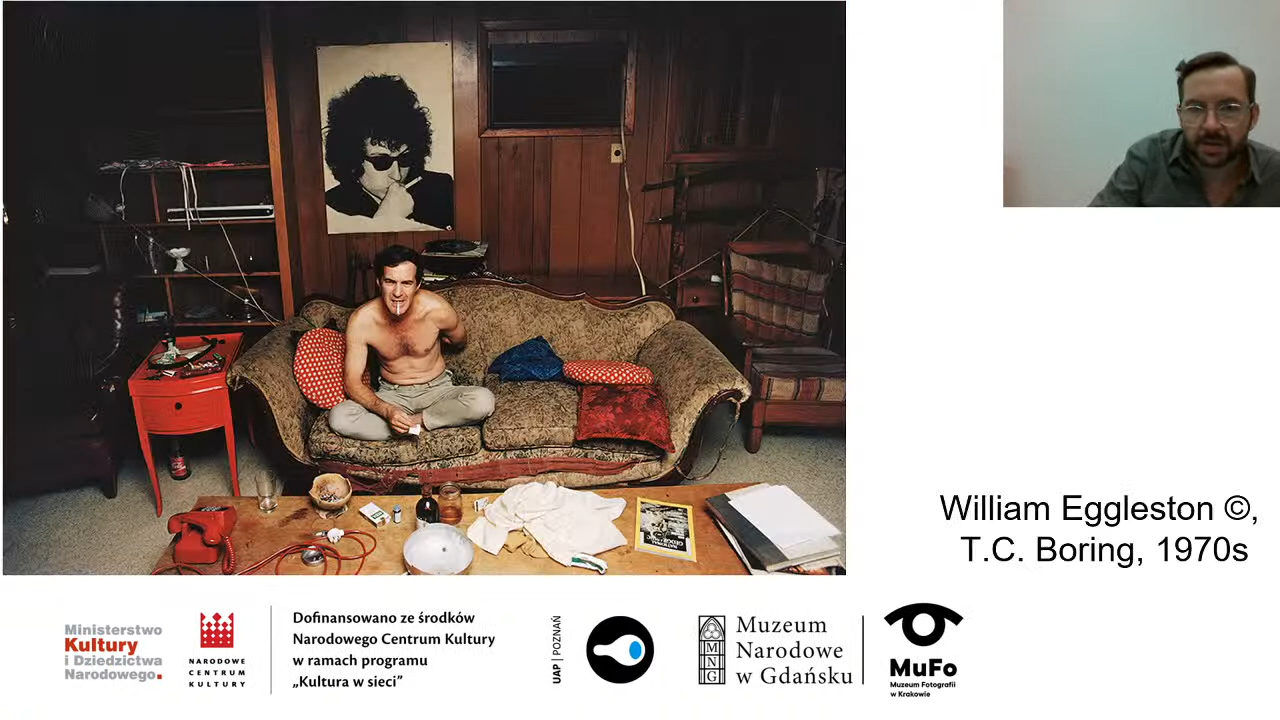 William Eggleston ©,
T.C. Boring, 1970s
Ministerstwo
Kultury
i Dziedzictwa
Narodowego.
NARODOWE
CENTRUM
KULTURY
Dofinansowano ze środków
Narodowego Centrum Kultury
w ramach programu
„Kultura w sieci”
UAP | POZNAŃ
MNG
Muzeum
Narodowe
w Gdańsku
MuFo
Muzeum Fotografii
w Krakowie